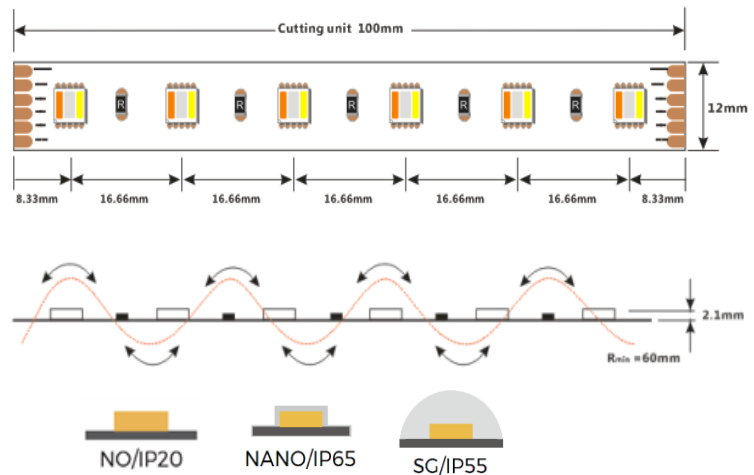 Cutting unit 100mm
R R R R R
12mm
8.33mm 16.66mm 16.66mm 16.66mm 16.66mm 16.66mm 8.33mm
2.1mm
Rmin =60mm
NO/IP20 NANO/IP65 SG/IP55